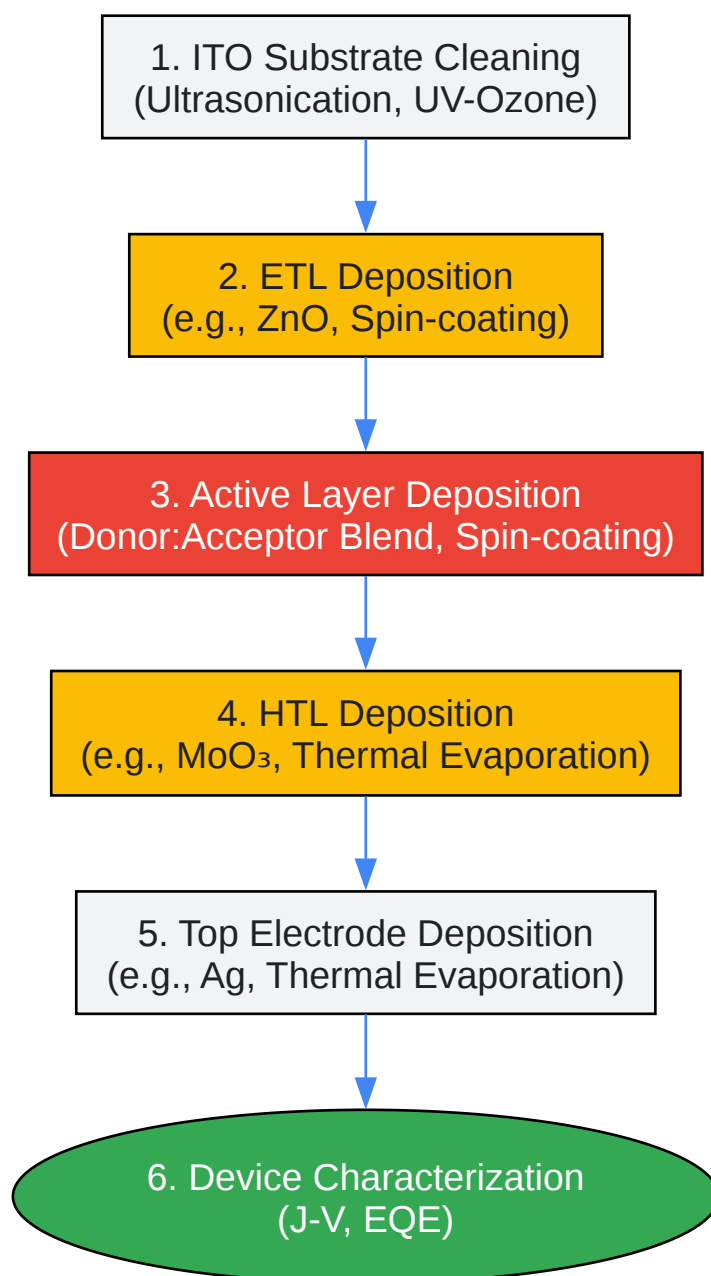 1. ITO Substrate Cleaning
(Ultrasonication, UV-Ozone)
2. ETL Deposition
(e.g., ZnO, Spin-coating)
3. Active Layer Deposition
(Donor:Acceptor Blend, Spin-coating)
4. HTL Deposition
(e.g., MoO₃, Thermal Evaporation)
5. Top Electrode Deposition
(e.g., Ag, Thermal Evaporation)
6. Device Characterization
(J-V, EQE)